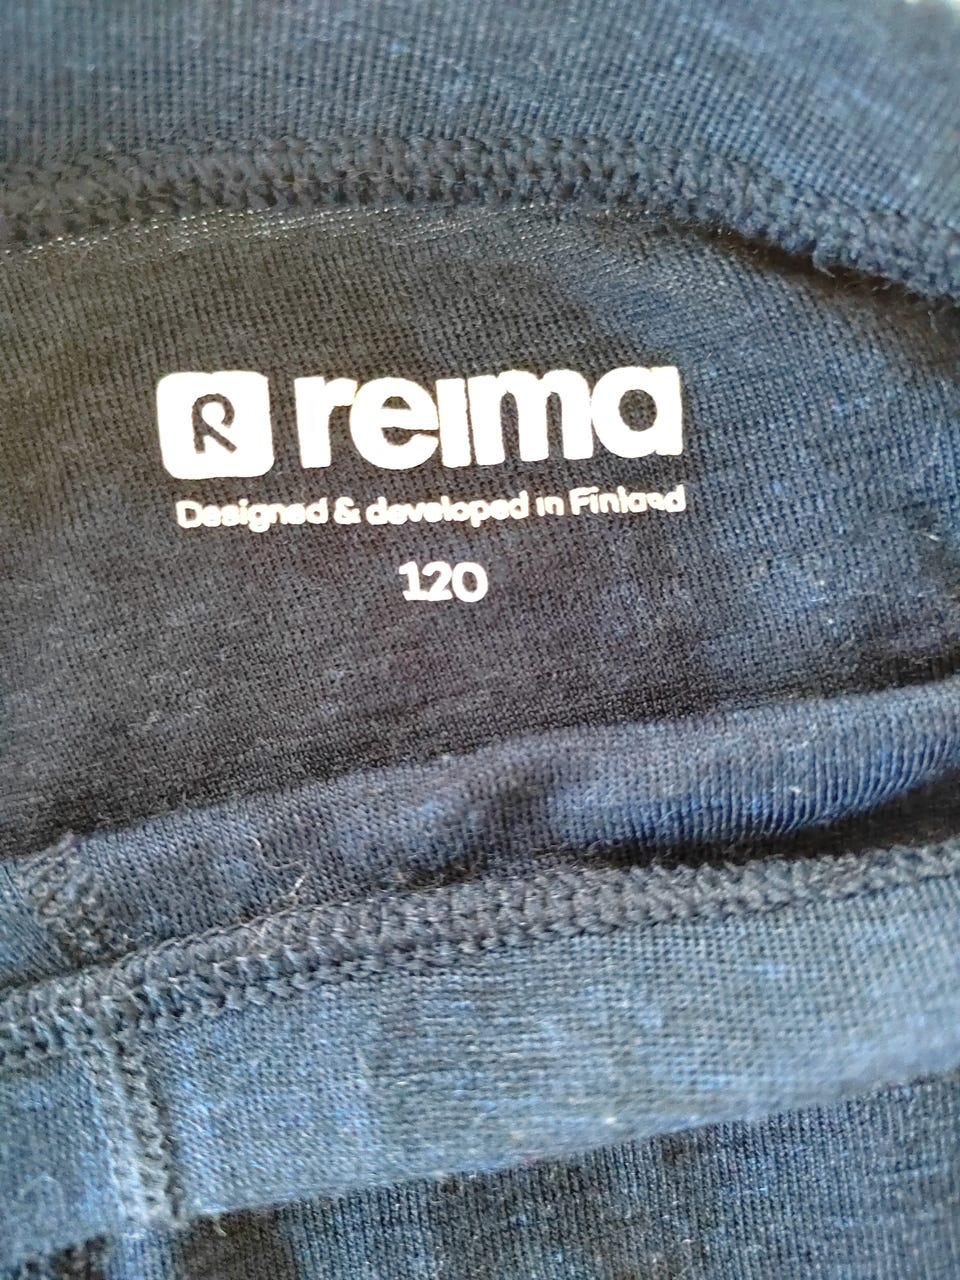 R reima
Designed & developed in Finland
120